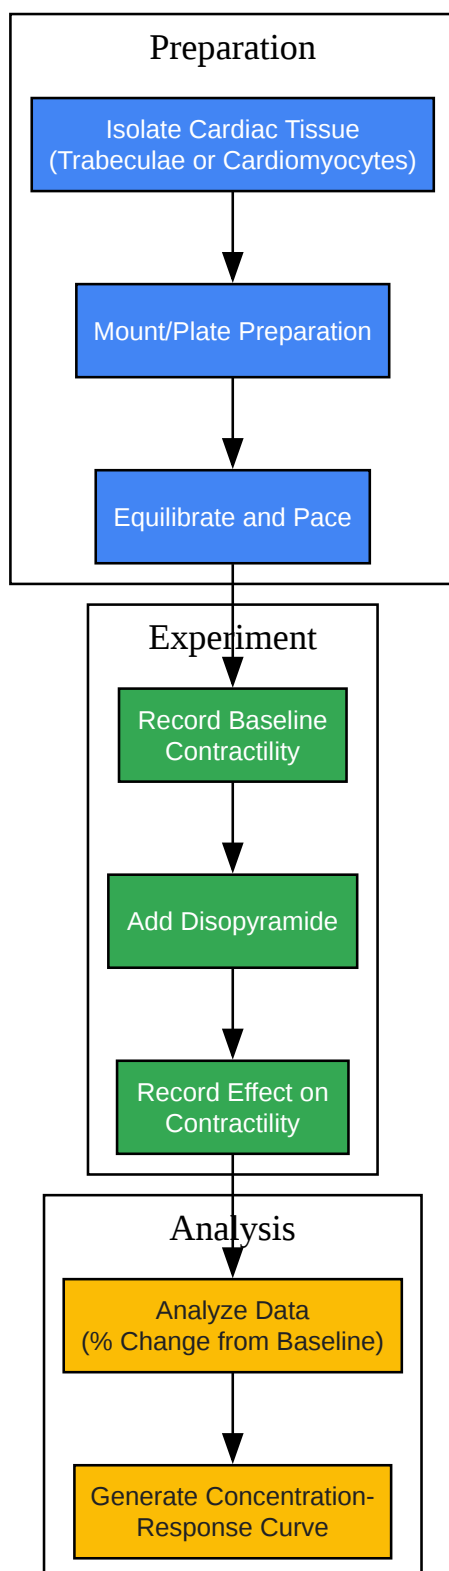 Preparation
Isolate Cardiac Tissue
(Trabeculae or Cardiomyocytes)
Mount/Plate Preparation
Equilibrate and Pace
Experiment
Record Baseline
Contractility
Add Disopyramide
Record Effect on
Contractility
Analysis
Analyze Data
(% Change from Baseline)
Generate Concentration-
Response Curve